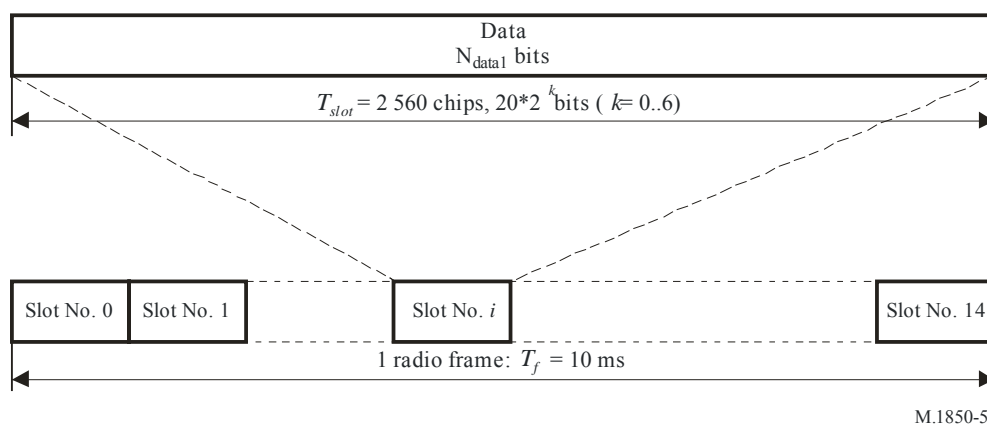 Data
N_data1 bits
T_slot = 2 560 chips, 20*2^k bits ( k= 0..6)
Slot No. 0 Slot No. 1 Slot No. i Slot No. 14
1 radio frame: T_f = 10 ms
M.1850-5